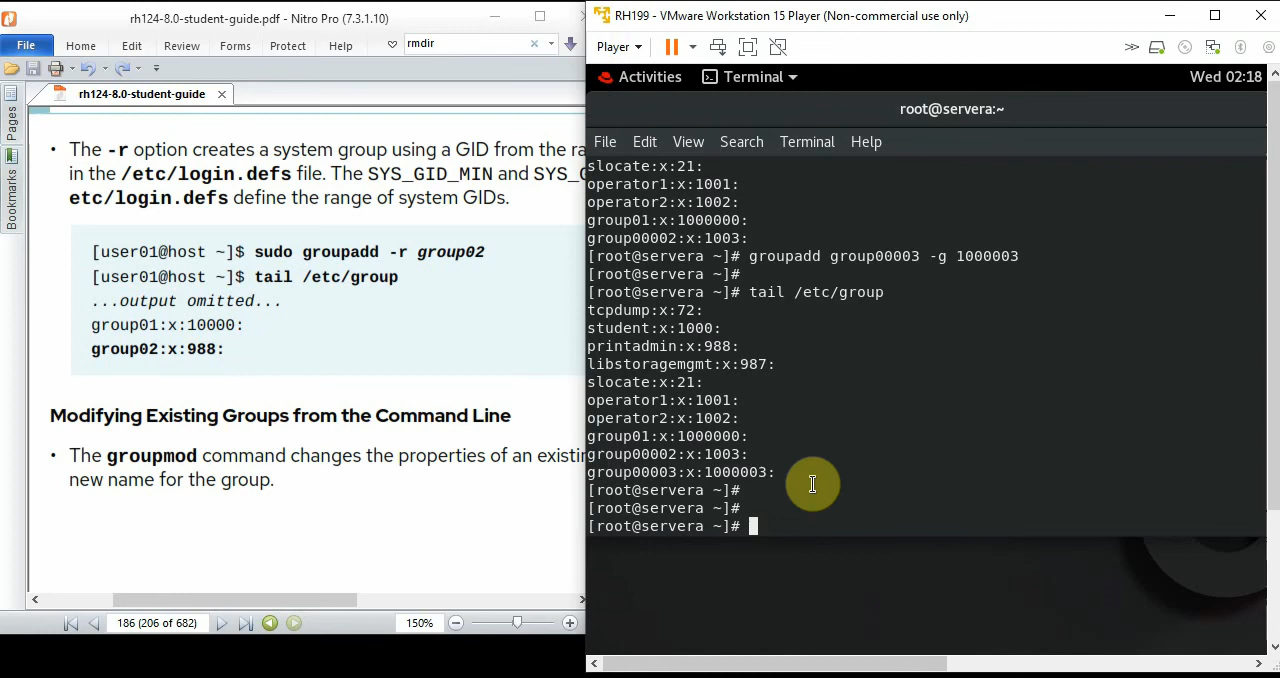 rh124-8.0-student-guide.pdf - Nitro Pro (7.3.1.10)
File Home Edit Review Forms Protect Help rmdir
rh124-8.0-student-guide
Pages
Bookmarks
• The -r option creates a system group using a GID from the ra
in the /etc/login.defs file. The SYS_GID_MIN and SYS_G
etc/login.defs define the range of system GIDs.
[user01@host ~]$ sudo groupadd -r group02
[user01@host ~]$ tail /etc/group
...output omitted...
group01:x:10000:
group02:x:988:
Modifying Existing Groups from the Command Line
• The groupmod command changes the properties of an existin
new name for the group.
186 (206 of 682)
150%
RH199 - VMware Workstation 15 Player (Non-commercial use only)
Player
Activities Terminal Wed 02:18
root@servera:~
File Edit View Search Terminal Help
slocate:x:21:
operator1:x:1001:
operator2:x:1002:
group01:x:1000000:
group00002:x:1003:
[root@servera ~]# groupadd group00003 -g 1000003
[root@servera ~]#
[root@servera ~]# tail /etc/group
tcpdump:x:72:
student:x:1000:
printadmin:x:988:
libstoragemgmt:x:987:
slocate:x:21:
operator1:x:1001:
operator2:x:1002:
group01:x:1000000:
group00002:x:1003:
group00003:x:1000003:
[root@servera ~]#
[root@servera ~]#
[root@servera ~]#